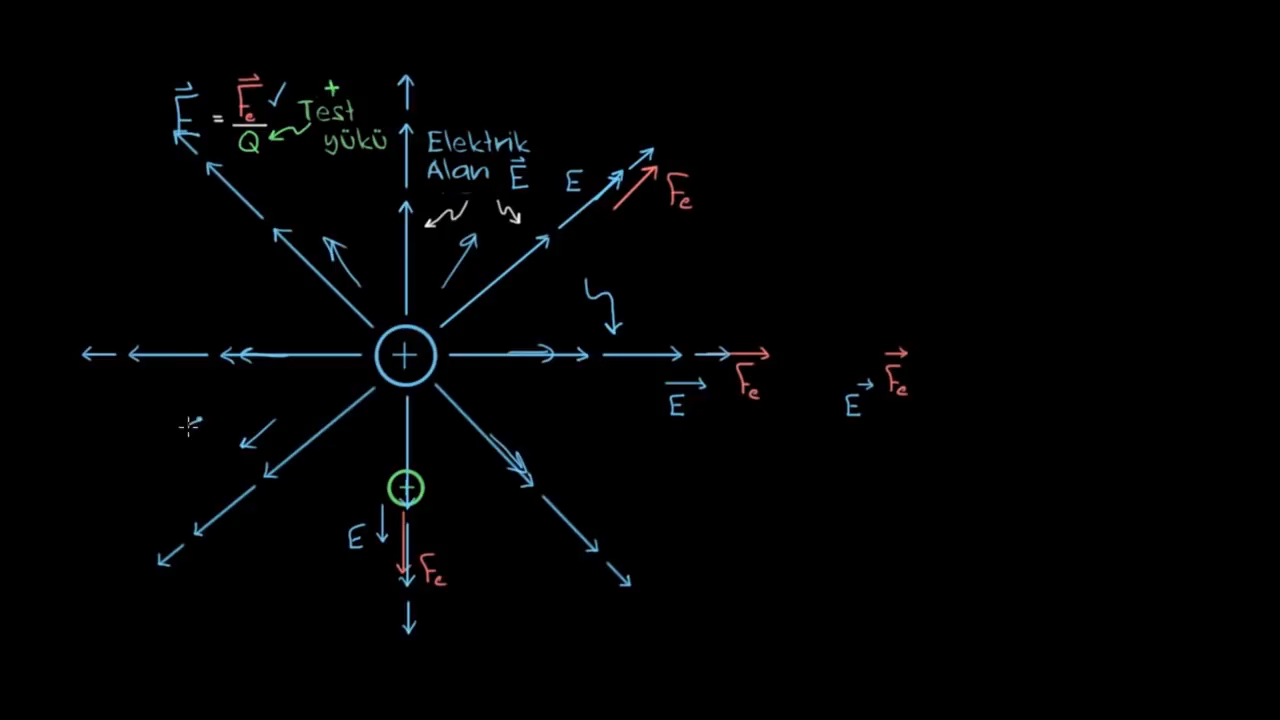 E = Fe / Q
+
Test
yükü
Elektrik
Alan E
E
Fe
+
E
Fe
E
Fe
+
E
Fe